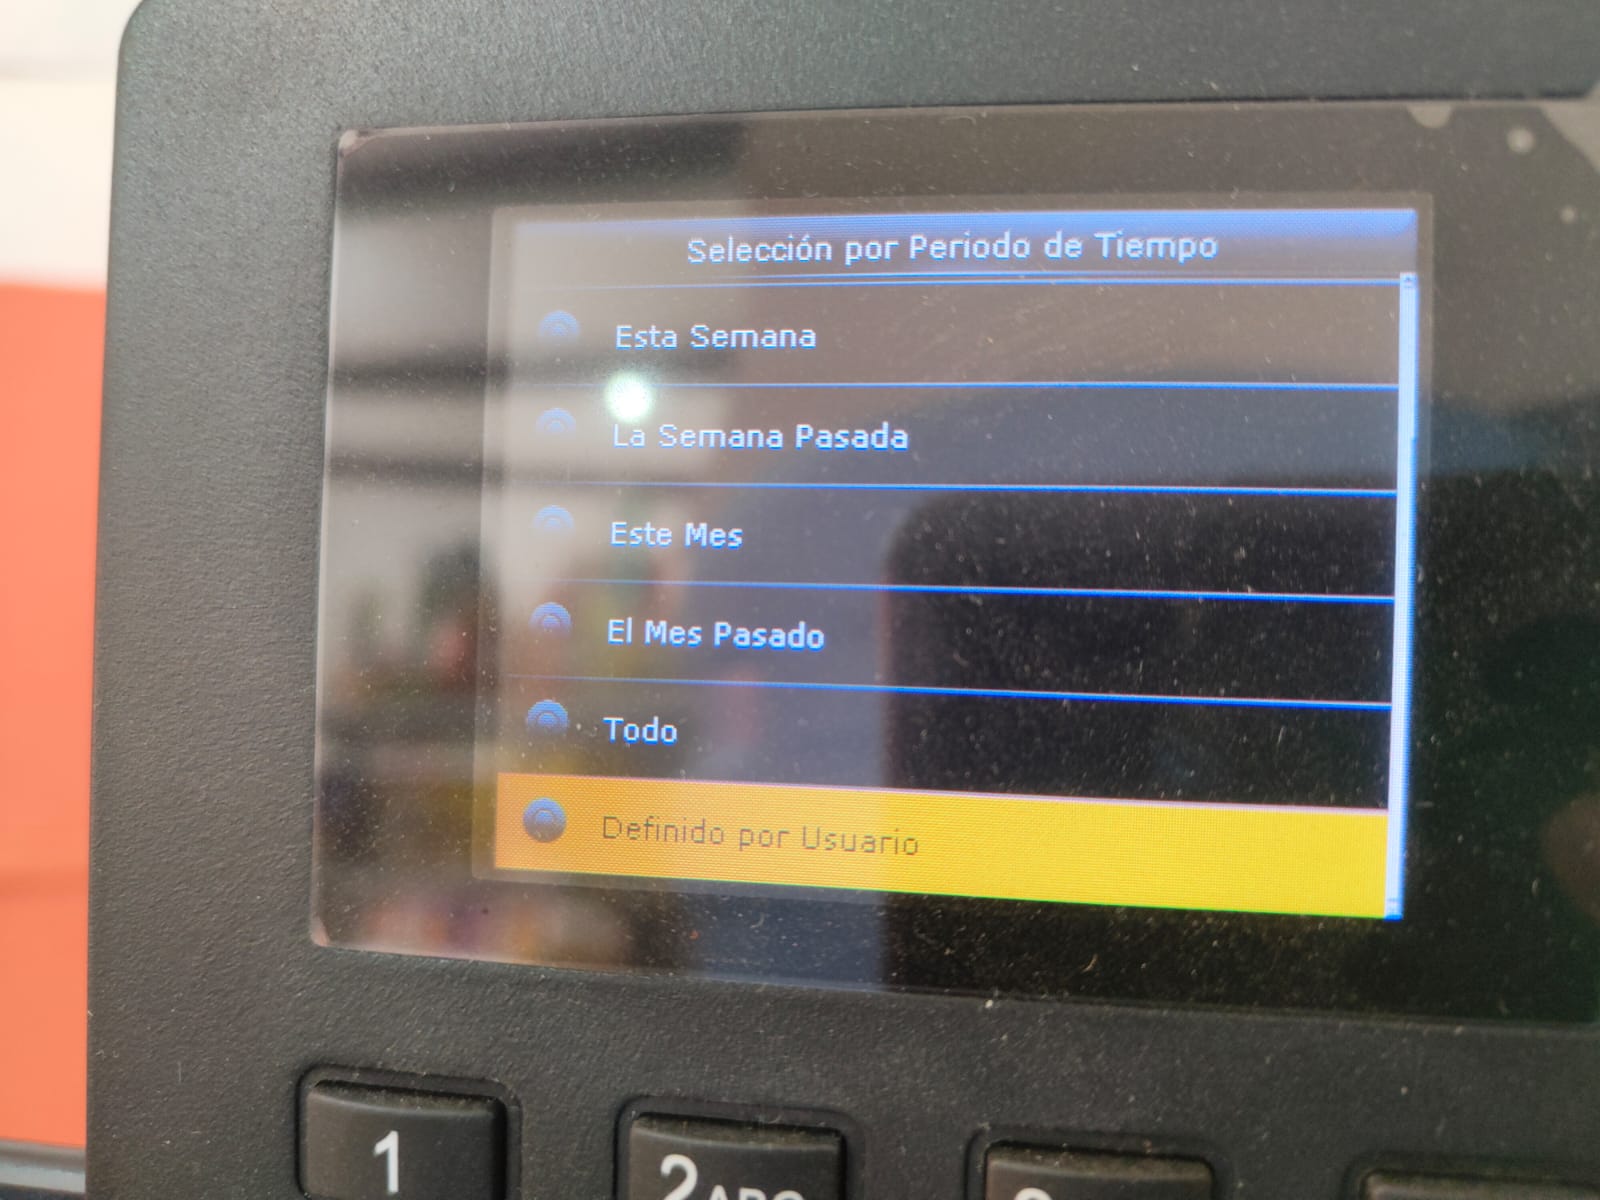 Selección por Periodo de Tiempo
Esta Semana
La Semana Pasada
Este Mes
El Mes Pasado
Todo
Definido por Usuario
1
2 ABC